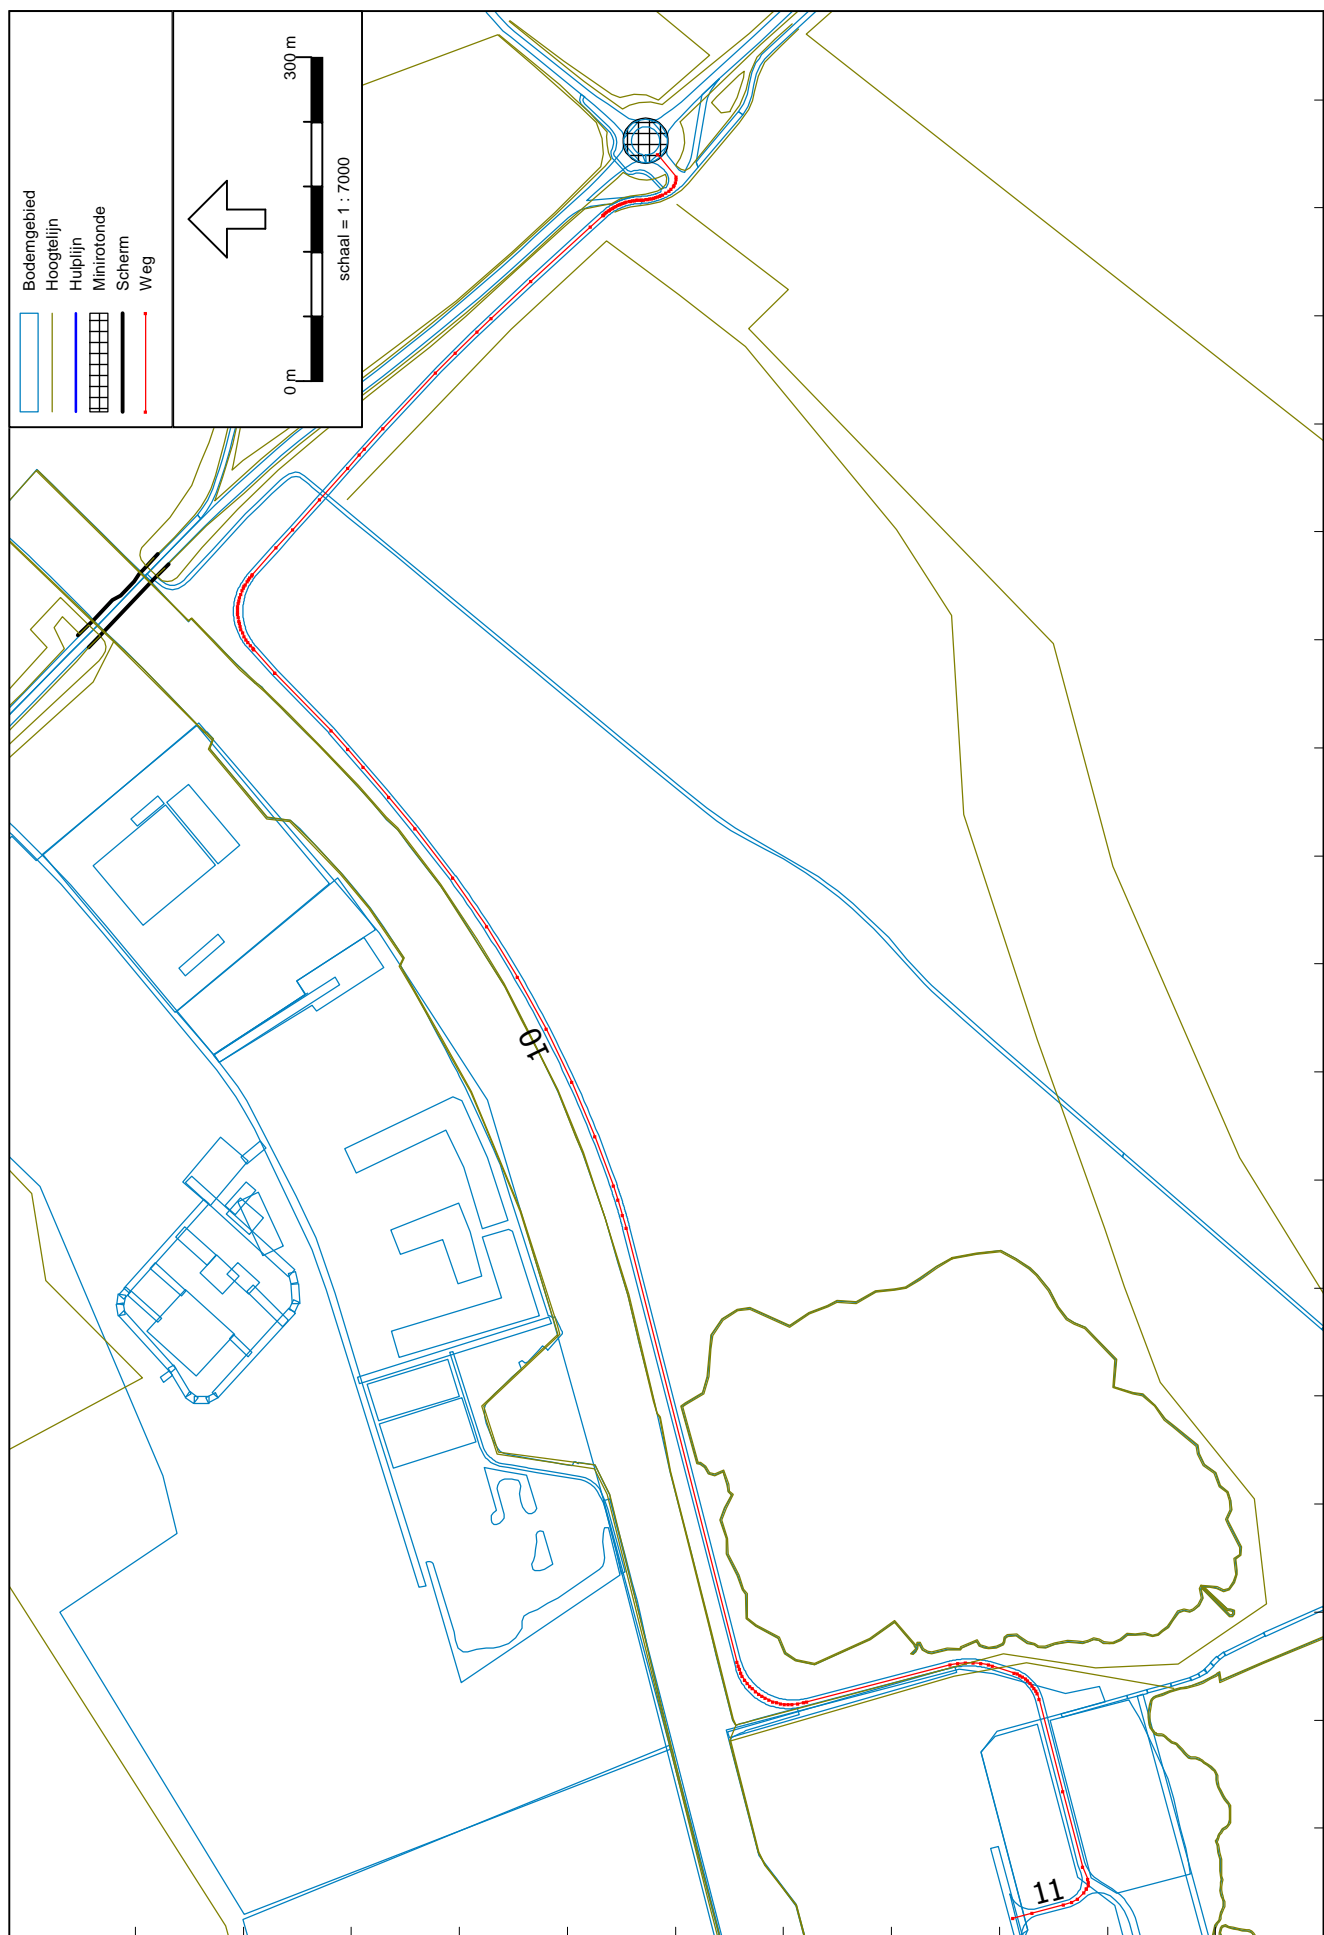 Bodemgebied
Hoogtelijn
Hulplijn
Minirotonde
Scherm
Weg
0 m
300 m
schaal = 1 : 7000
10
11